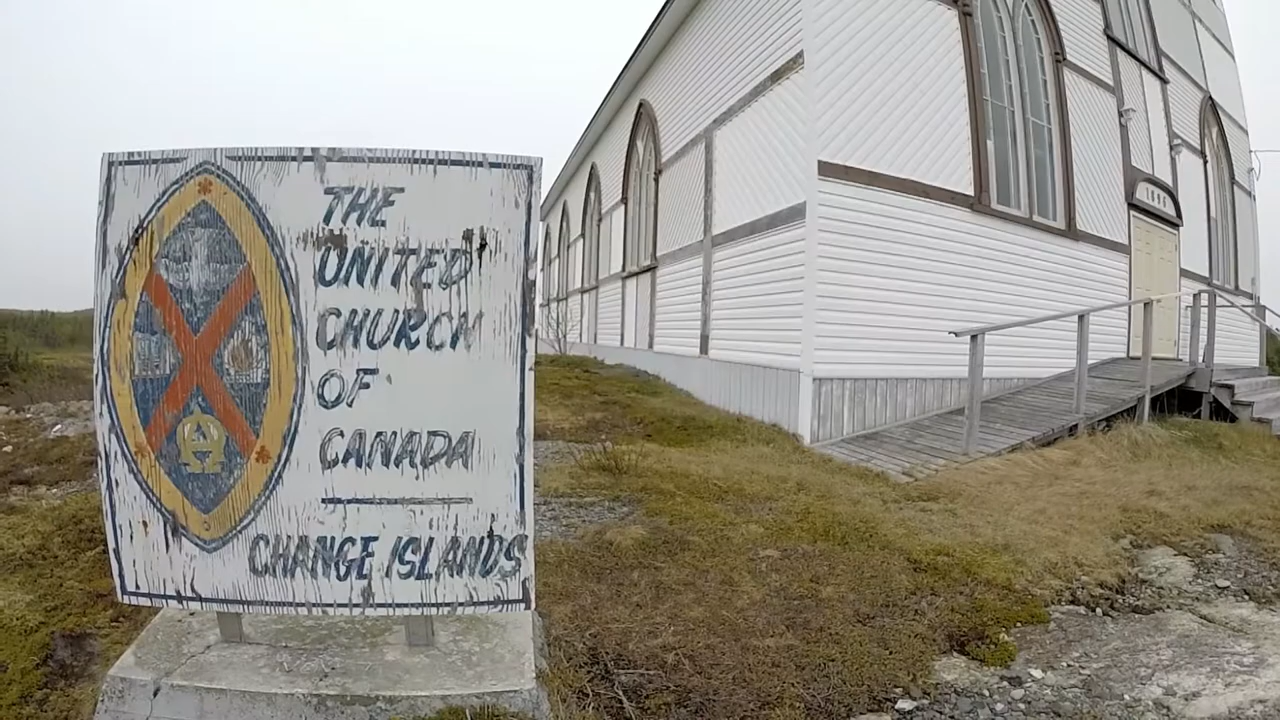 THE
UNITED
CHURCH
OF
CANADA
CHANGE ISLANDS